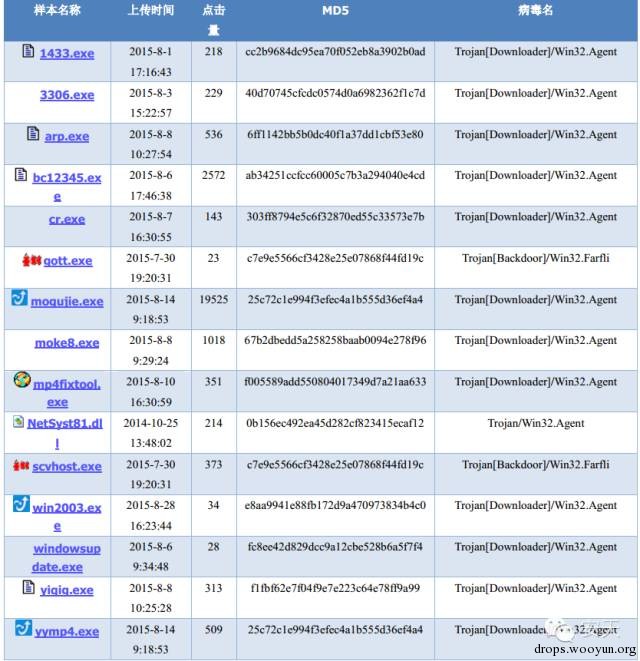 样本名称 上传时间 点击 MD5 病毒名
量
1433.exe 2015-8-1 218 cc2b9684dc95ea70f052eb8a3902b0ad Trojan[Downloader]/Win32.Agent
17:16:43
3306.exe 2015-8-3 229 40d70745cfcdc0574d0a6982362f1c7d Trojan[Downloader]/Win32.Agent
15:22:57
arp.exe 2015-8-8 536 6ff1142bb5b0dc40f1a37dd1cbf53e80 Trojan[Downloader]/Win32.Agent
10:27:54
bc12345.ex 2015-8-6 2572 ab34251ccfcc60005c7b3a294040e4cd Trojan[Downloader]/Win32.Agent
e 17:46:38
cr.exe 2015-8-7 143 303ff8794e5c6f32870ed55c33573e7b Trojan[Downloader]/Win32.Agent
16:30:55
gott.exe 2015-7-30 23 c7e9e5566cf3428e25e07868f44fd19c Trojan[Backdoor]/Win32.Farfli
19:20:31
mogujie.exe 2015-8-14 19525 25c72c1e994f3efec4a1b555d36ef4a4 Trojan[Downloader]/Win32.Agent
9:18:53
moke8.exe 2015-8-8 1018 67b2dbedd5a258258baab0094e278f96 Trojan[Downloader]/Win32.Agent
9:29:24
mp4fixtool. 2015-8-10 351 f005589add550804017349d7a21aa633 Trojan[Downloader]/Win32.Agent
exe 16:30:59
NetSyst81.dl 2014-10-25 214 0b156ec492ea45d282cf823415ecaf12 Trojan/Win32.Agent
l 13:48:02
scvhost.exe 2015-7-30 373 c7e9e5566cf3428e25e07868f44fd19c Trojan[Backdoor]/Win32.Farfli
19:20:31
win2003.ex 2015-8-28 34 e8aa9941e88fb172d9a470973834b4c0 Trojan[Downloader]/Win32.Agent
e 16:23:44
windowsup 2015-8-6 28 fc8ee42d829dcc9a12cbe528b6a5f7f4 Trojan[Downloader]/Win32.Agent
date.exe 9:34:48
yiqiq.exe 2015-8-8 313 f1fbf62e7f04f9e7e223c64e78ff9a99 Trojan[Downloader]/Win32.Agent
10:25:28
yymp4.exe 2015-8-14 509 25c72c1e994f3efec4a1b555d36ef4a4 Trojan[Downloader]/Win32.Agent
9:18:53
安天
drops.wooyun.org